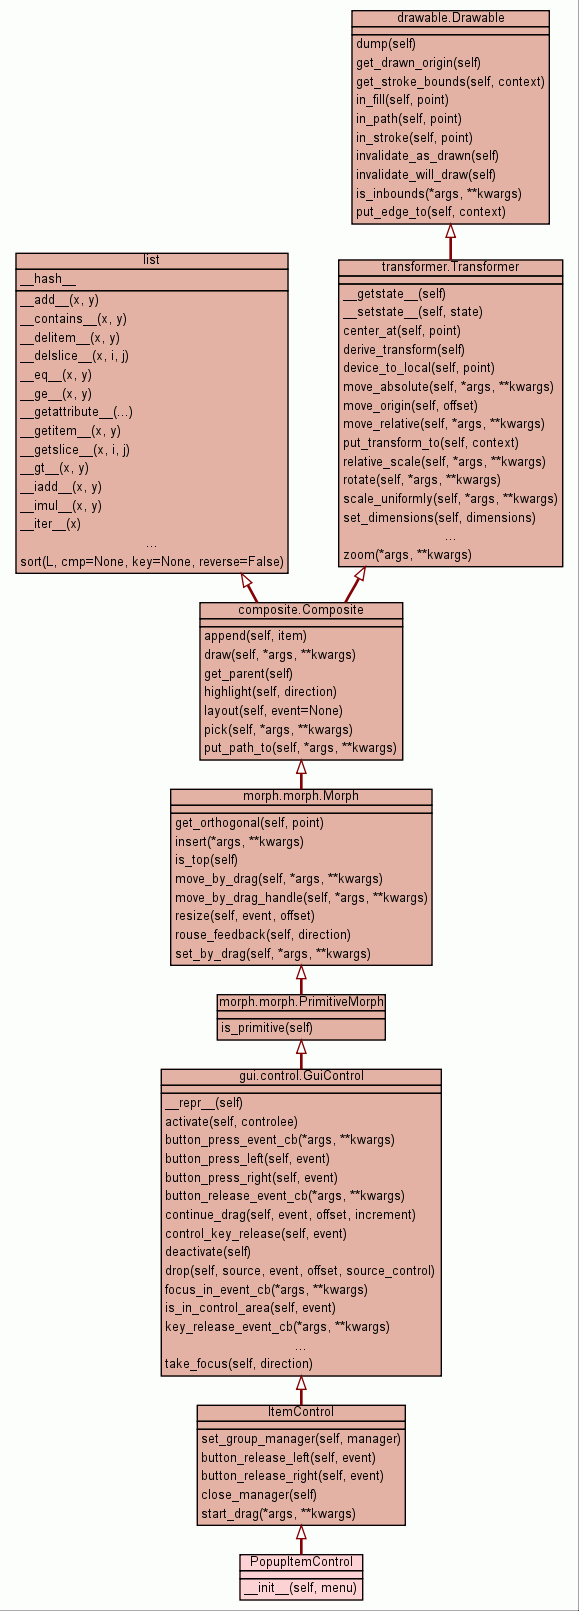 drawable.Drawable
dump(self)
get_drawn_origin(self)
get_stroke_bounds(self, context)
in_fill(self, point)
in_path(self, point)
in_stroke(self, point)
invalidate_as_drawn(self)
invalidate_will_draw(self)
is_inbounds(*args, **kwargs)
put_edge_to(self, context)
list
__hash__
__add__(x, y)
__contains__(x, y)
__delitem__(x, y)
__delslice__(x, i, j)
__eq__(x, y)
__ge__(x, y)
__getattribute__(...)
__getitem__(x, y)
__getslice__(x, i, j)
__gt__(x, y)
__iadd__(x, y)
__imul__(x, y)
__iter__(x)
...
sort(L, cmp=None, key=None, reverse=False)
transformer.Transformer
__getstate__(self)
__setstate__(self, state)
center_at(self, point)
derive_transform(self)
device_to_local(self, point)
move_absolute(self, *args, **kwargs)
move_origin(self, offset)
move_relative(self, *args, **kwargs)
put_transform_to(self, context)
relative_scale(self, *args, **kwargs)
rotate(self, *args, **kwargs)
scale_uniformly(self, *args, **kwargs)
set_dimensions(self, dimensions)
...
zoom(*args, **kwargs)
composite.Composite
append(self, item)
draw(self, *args, **kwargs)
get_parent(self)
highlight(self, direction)
layout(self, event=None)
pick(self, *args, **kwargs)
put_path_to(self, *args, **kwargs)
morph.morph.Morph
get_orthogonal(self, point)
insert(*args, **kwargs)
is_top(self)
move_by_drag(self, *args, **kwargs)
move_by_drag_handle(self, *args, **kwargs)
resize(self, event, offset)
rouse_feedback(self, direction)
set_by_drag(self, *args, **kwargs)
morph.morph.PrimitiveMorph
is_primitive(self)
gui.control.GuiControl
__repr__(self)
activate(self, controlee)
button_press_event_cb(*args, **kwargs)
button_press_left(self, event)
button_press_right(self, event)
button_release_event_cb(*args, **kwargs)
continue_drag(self, event, offset, increment)
control_key_release(self, event)
deactivate(self)
drop(self, source, event, offset, source_control)
focus_in_event_cb(*args, **kwargs)
is_in_control_area(self, event)
key_release_event_cb(*args, **kwargs)
...
take_focus(self, direction)
ItemControl
set_group_manager(self, manager)
button_release_left(self, event)
button_release_right(self, event)
close_manager(self)
start_drag(*args, **kwargs)
PopupItemControl
__init__(self, menu)